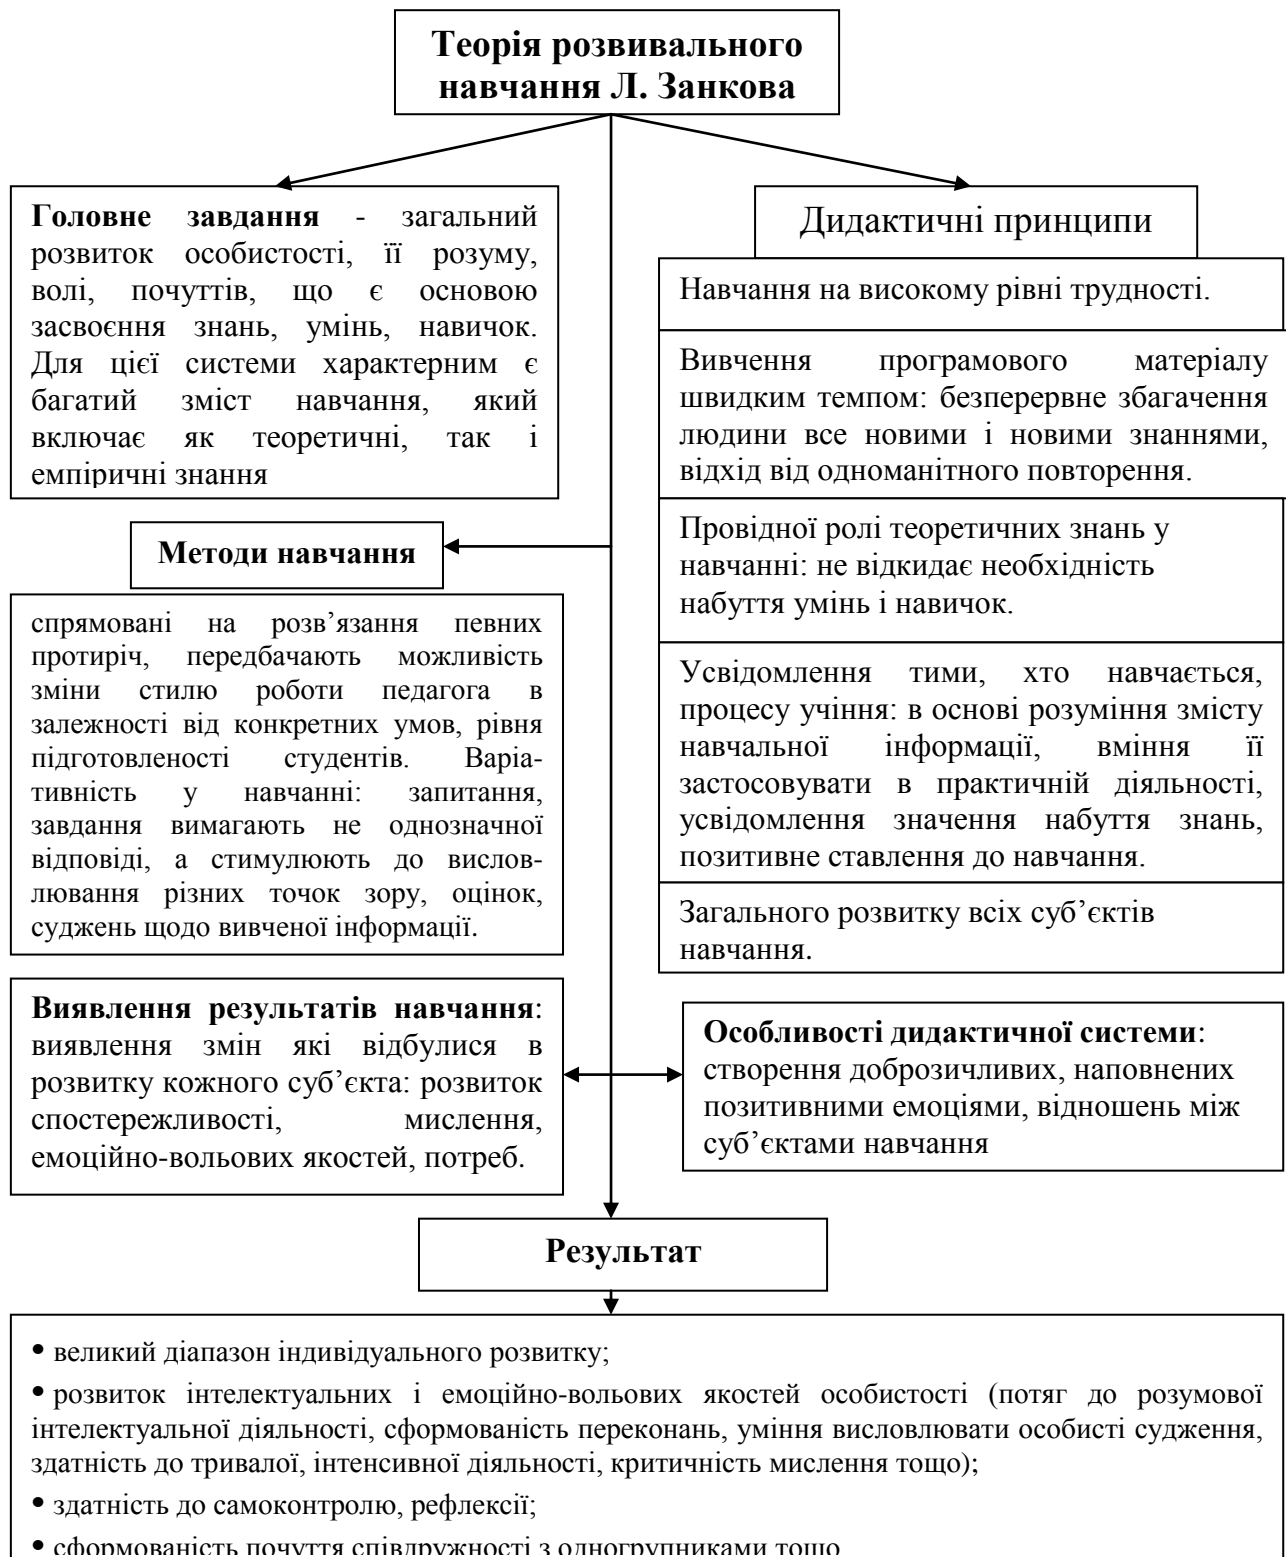 Теорія розвивального
навчання Л. Занкова
Головне завдання - загальний
розвиток особистості, її розуму,
волі, почуттів, що є основою
засвоєння знань, умінь, навичок.
Для цієї системи характерним є
багатий зміст навчання, який
включає як теоретичні, так і
емпіричні знання
Дидактичні принципи
Навчання на високому рівні трудності.
Вивчення програмового матеріалу
швидким темпом: безперервне збагачення
людини все новими і новими знаннями,
відхід від одноманітного повторення.
Провідної ролі теоретичних знань у
навчанні: не відкидає необхідність
набуття умінь і навичок.
Усвідомлення тими, хто навчається,
процесу учіння: в основі розуміння змісту
навчальної інформації, вміння її
застосовувати в практичній діяльності,
усвідомлення значення набуття знань,
позитивне ставлення до навчання.
Загального розвитку всіх суб’єктів
навчання.
Методи навчання
спрямовані на розв’язання певних
протиріч, передбачають можливість
зміни стилю роботи педагога в
залежності від конкретних умов, рівня
підготовленості студентів. Варіа-
тивність у навчанні: запитання,
завдання вимагають не однозначної
відповіді, а стимулюють до вислов-
лювання різних точок зору, оцінок,
суджень щодо вивченої інформації.
Виявлення результатів навчання:
виявлення змін які відбулися в
розвитку кожного суб’єкта: розвиток
спостережливості, мислення,
емоційно-вольових якостей, потреб.
Особливості дидактичної системи:
створення доброзичливих, наповнених
позитивними емоціями, відношень між
суб’єктами навчання
Результат
• великий діапазон індивідуального розвитку;
• розвиток інтелектуальних і емоційно-вольових якостей особистості (потяг до розумової
інтелектуальної діяльності, сформованість переконань, уміння висловлювати особисті судження,
здатність до тривалої, інтенсивної діяльності, критичність мислення тощо);
• здатність до самоконтролю, рефлексії;
• сформованість почуття співдружності з одногрупниками тощо